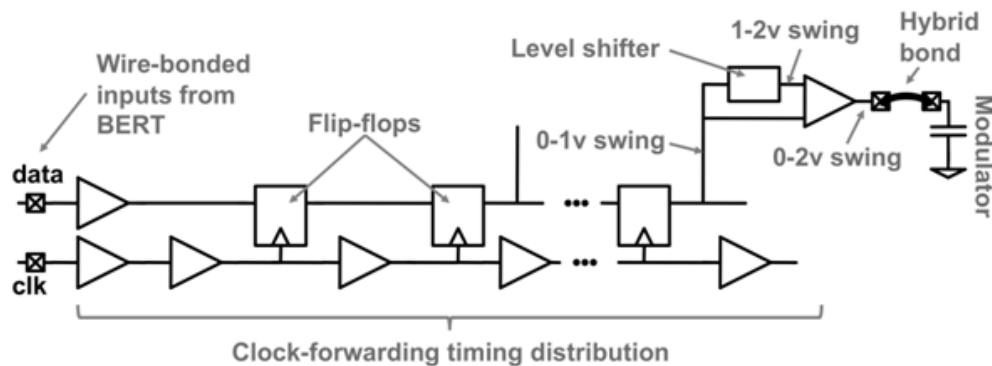 Wire-bonded
inputs from
BERT
data
clk
Flip-flops
Level shifter
1-2v swing
Hybrid
bond
0-1v swing
0-2v swing
Modulator
Clock-forwarding timing distribution